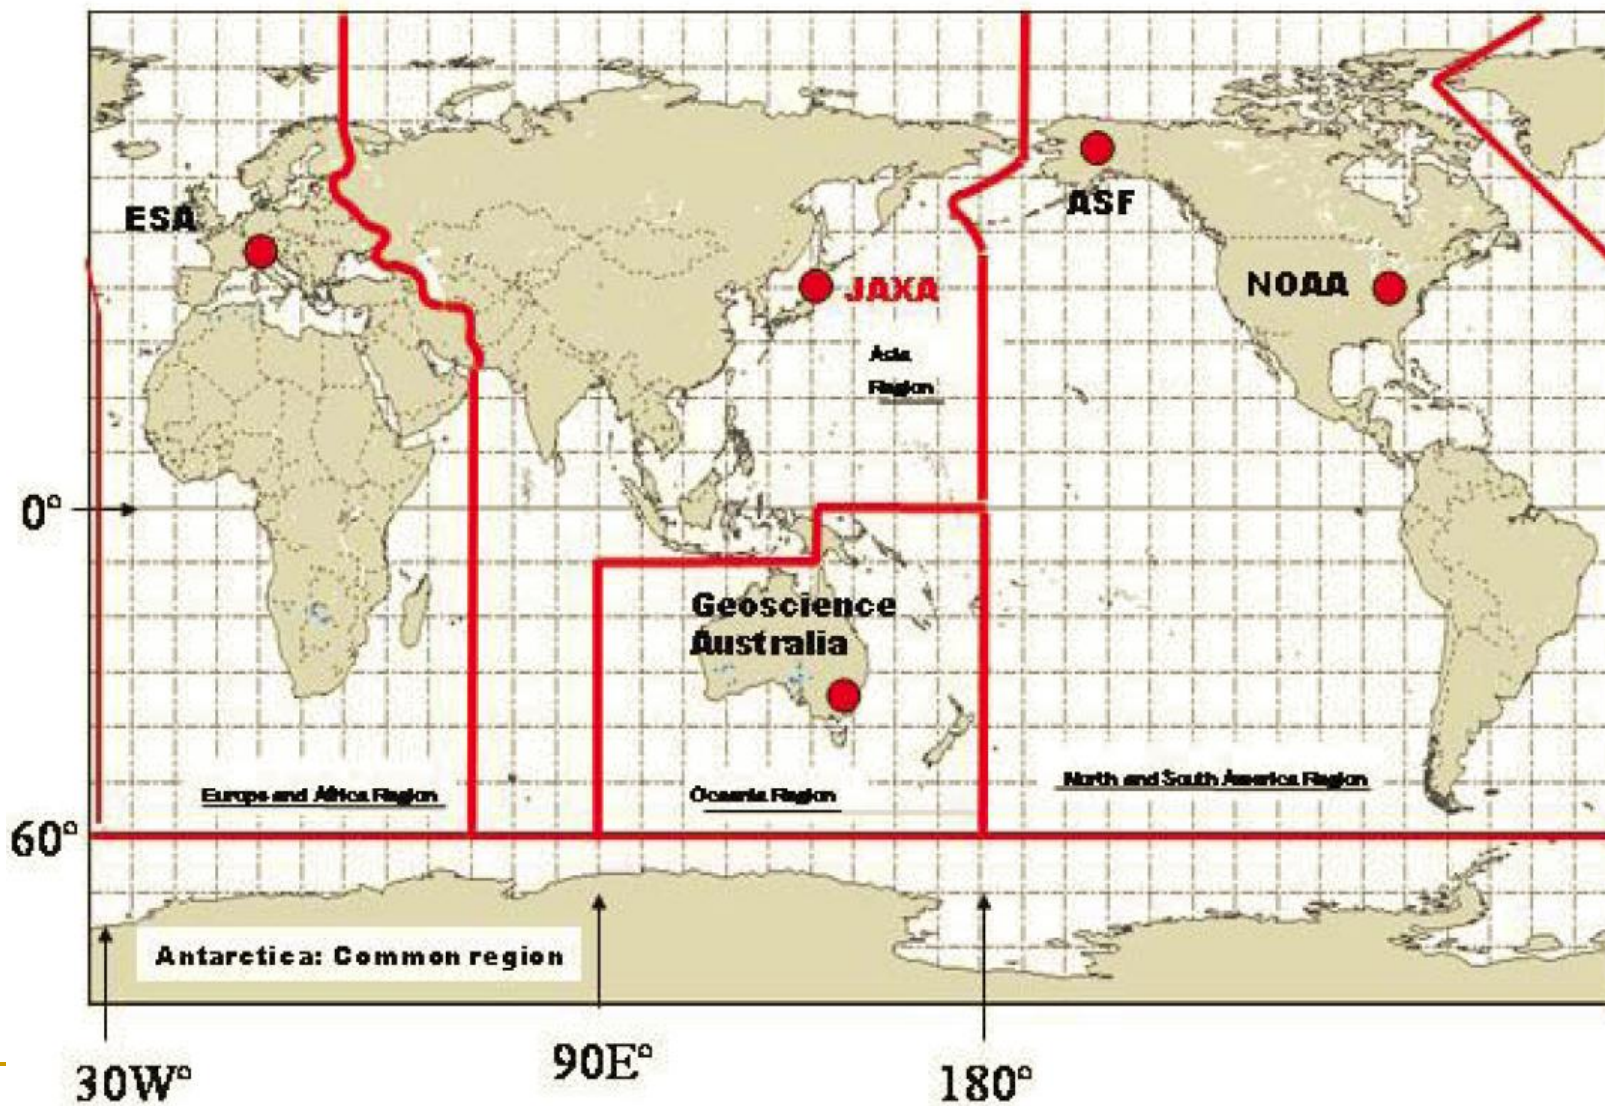 ESA
ASF
JAXA
NOAA
Asia
Region
0°
Geoscience
Australia
Europe and Africa Region
Oceania Region
North and South America Region
60°
Antarctica: Common region
30W°
90E°
180°